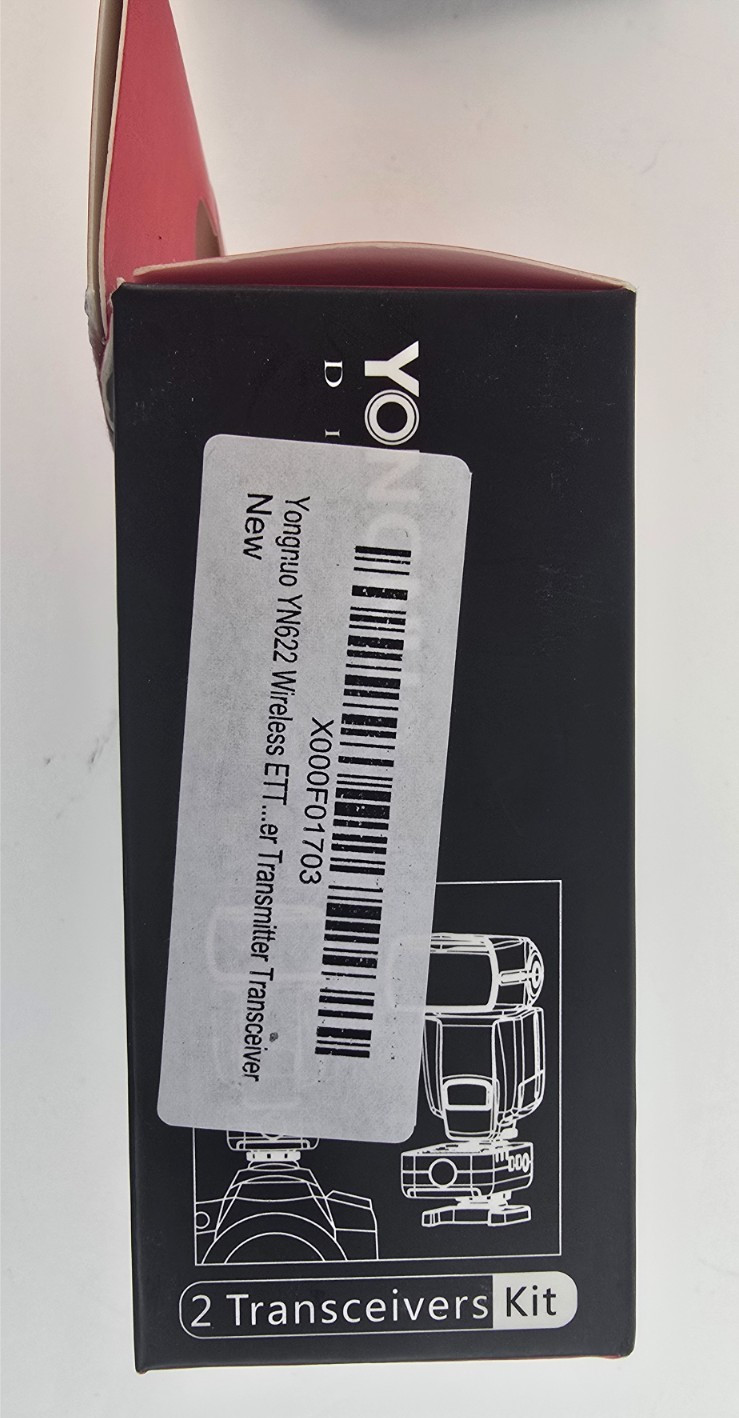 YO
D I
X000F01703
Yongnuo YN622 Wireless ETT...er Transmitter Transceiver
New
2 Transceivers Kit